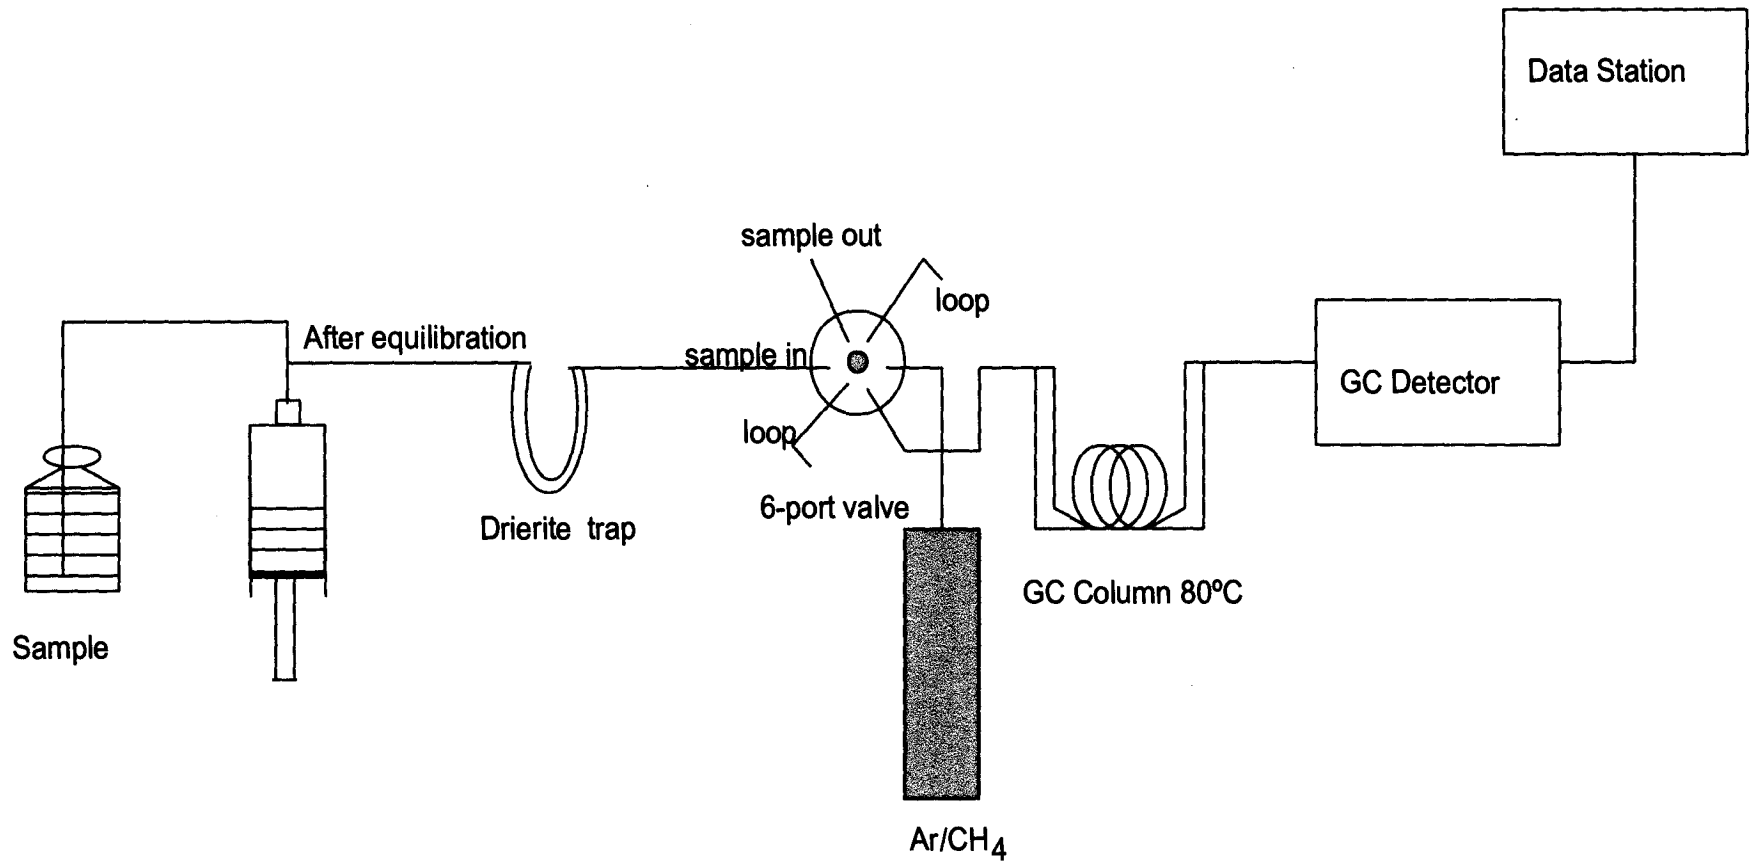 Data Station
sample out
loop
After equilibration
sample in
GC Detector
loop
6-port valve
Drierite trap
GC Column 80ºC
Sample
Ar/CH4